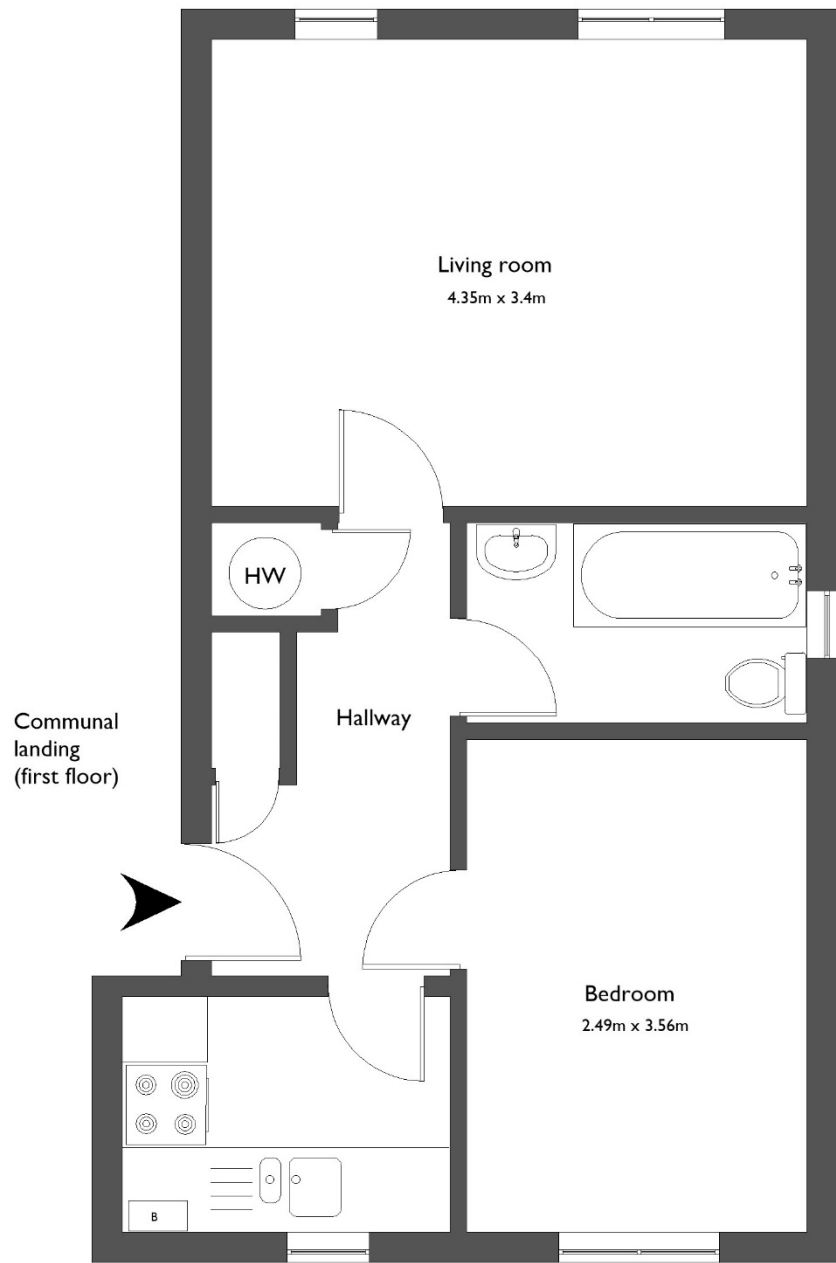 Living room
4.35m x 3.4m
HW
Hallway
Communal
landing
(first floor)
Bedroom
2.49m x 3.56m
B